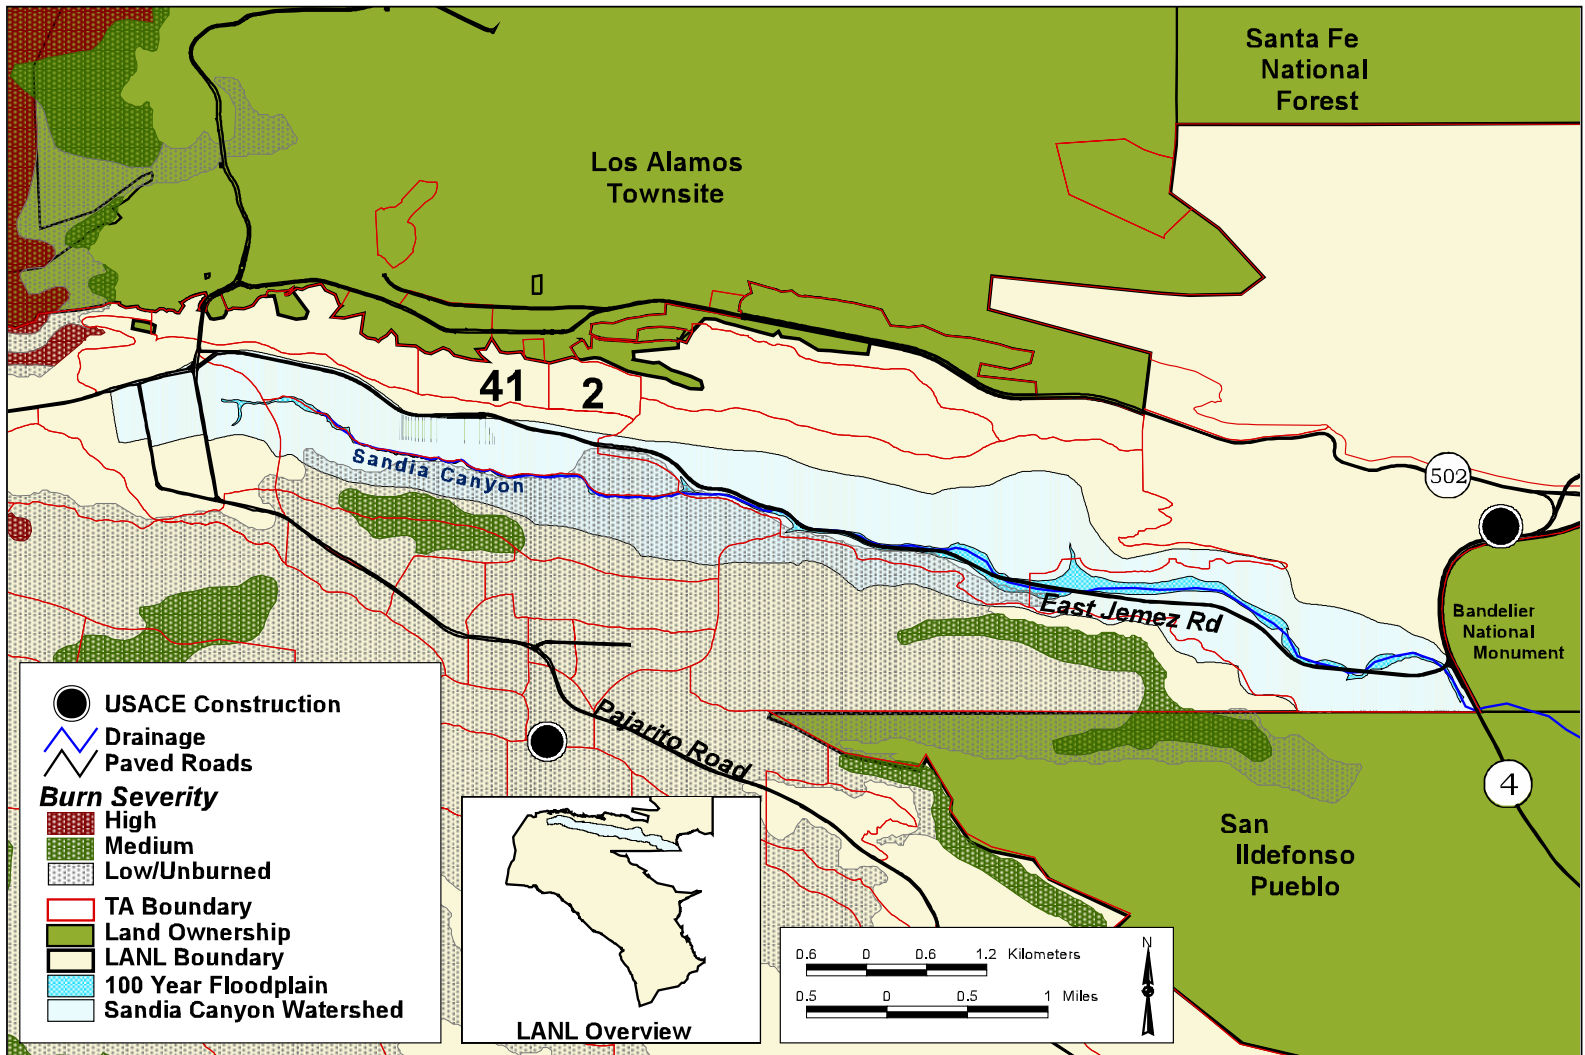 Santa Fe
National
Forest
Los Alamos
Townsite
41
2
Sandia Canyon
502
East Jemez Rd
Bandelier
National
Monument
Pajarito Road
4
San
Ildefonso
Pueblo
USACE Construction
Drainage
Paved Roads
Burn Severity
High
Medium
Low/Unburned
TA Boundary
Land Ownership
LANL Boundary
100 Year Floodplain
Sandia Canyon Watershed
LANL Overview
0.6 0 0.6 1.2 Kilometers
0.5 0 0.5 1 Miles
N